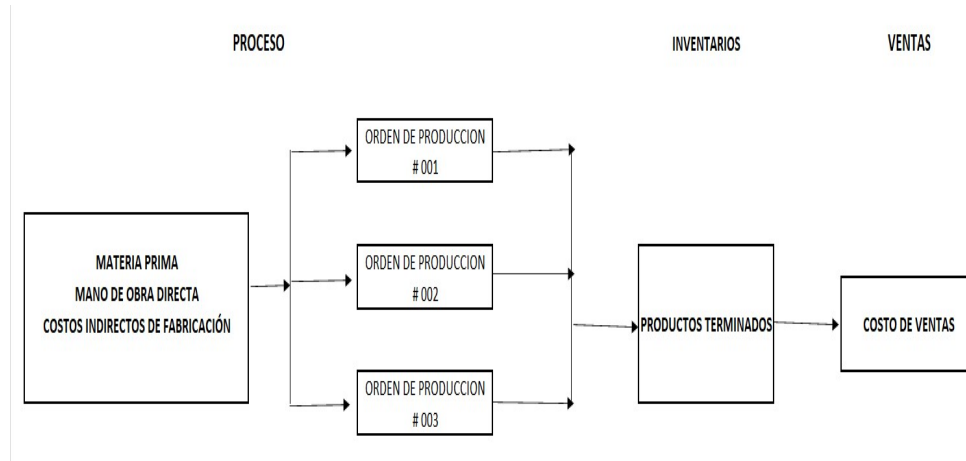 PROCESO
INVENTARIOS
VENTAS
ORDEN DE PRODUCCION
# 001
MATERIA PRIMA
MANO DE OBRA DIRECTA
COSTOS INDIRECTOS DE FABRICACIÓN
ORDEN DE PRODUCCION
# 002
ORDEN DE PRODUCCION
# 003
PRODUCTOS TERMINADOS
COSTO DE VENTAS